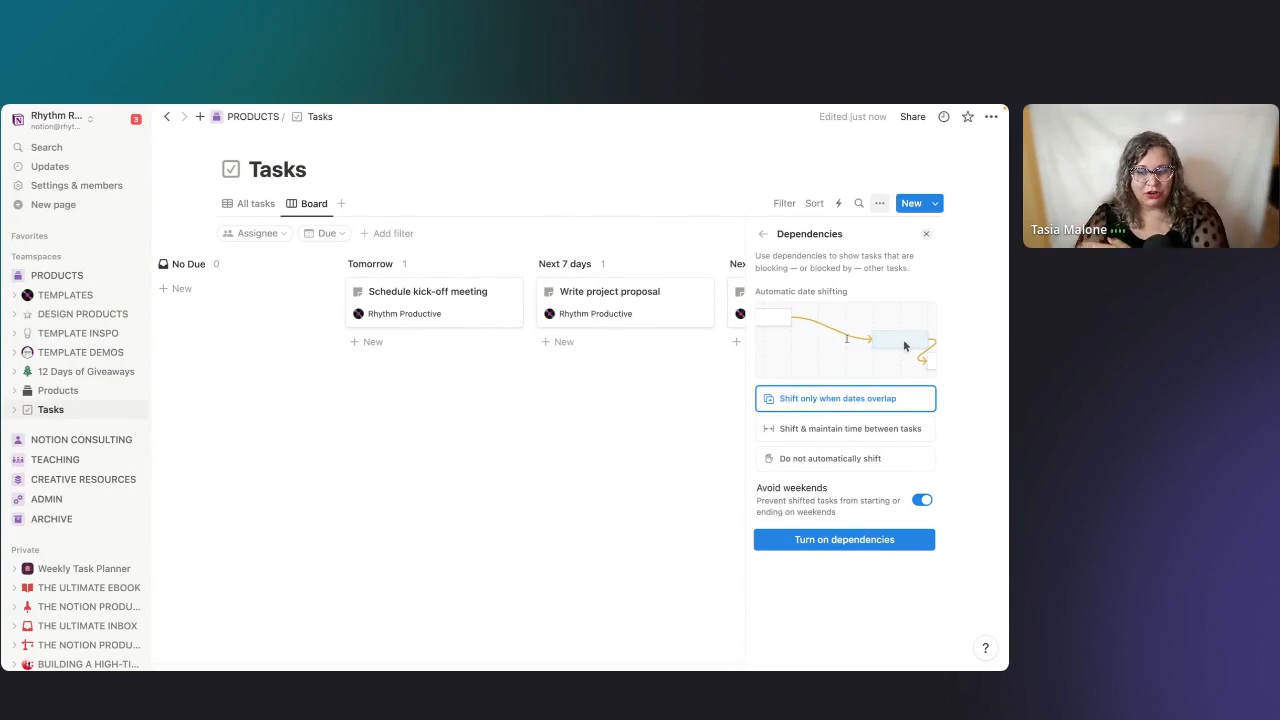 Rhythm R...
notion@rhyt...
3
Search
Updates
Settings & members
New page
Favorites
Teamspaces
PRODUCTS
TEMPLATES
DESIGN PRODUCTS
TEMPLATE INSPO
TEMPLATE DEMOS
12 Days of Giveaways
Products
Tasks
NOTION CONSULTING
TEACHING
CREATIVE RESOURCES
ADMIN
ARCHIVE
Private
Weekly Task Planner
THE ULTIMATE EBOOK
THE NOTION PRODU...
THE ULTIMATE INBOX
THE NOTION PRODU...
BUILDING A HIGH-TI...
PRODUCTS / Tasks
Edited just now Share
Tasks
All tasks Board
Filter Sort New
Assignee Due Add filter
No Due 0
New
Tomorrow 1
Schedule kick-off meeting
Rhythm Productive
New
Next 7 days 1
Write project proposal
Rhythm Productive
New
Nex
Dependencies
Use dependencies to show tasks that are
blocking — or blocked by — other tasks.
Automatic date shifting
Shift only when dates overlap
Shift & maintain time between tasks
Do not automatically shift
Avoid weekends
Prevent shifted tasks from starting or
ending on weekends
Turn on dependencies
?
Tasia Malone